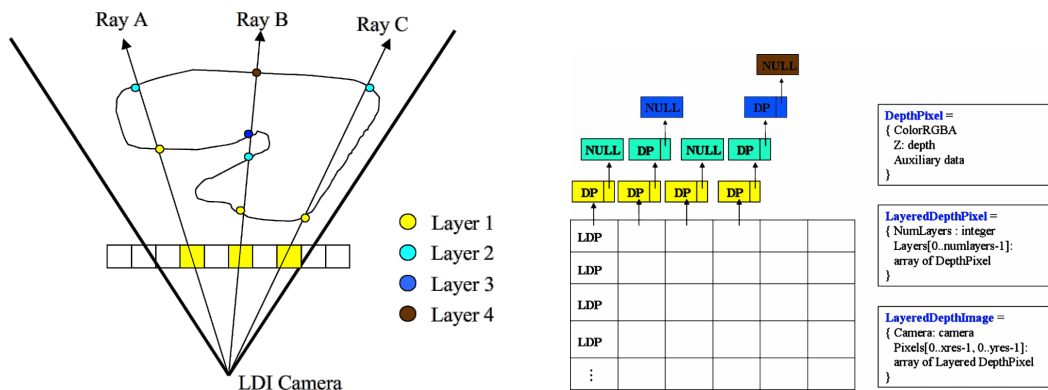 Ray A
Ray B
Ray C
Layer 1
Layer 2
Layer 3
Layer 4
LDI Camera
NULL
NULL
DP
NULL
DP
NULL
DP
DP
DP
DP
DP
LDP
LDP
LDP
LDP
⋮
DepthPixel =
{ ColorRGBA
Z: depth
Auxiliary data
}
LayeredDepthPixel =
{ NumLayers : integer
Layers[0..numlayers-1]:
array of DepthPixel
}
LayeredDepthImage =
{ Camera: camera
Pixels[0..xres-1, 0..yres-1]:
array of Layered DepthPixel
}